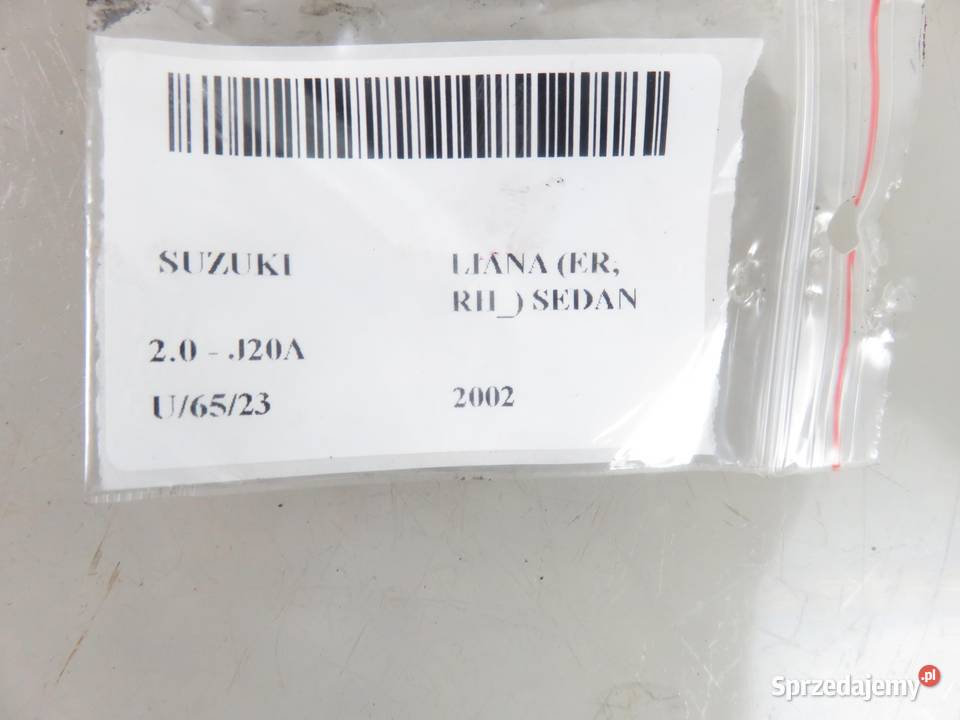 SUZUKI
LIANA (ER,
RH_) SEDAN
2.0 - J20A
U/65/23
2002
Sprzedajemy.pl